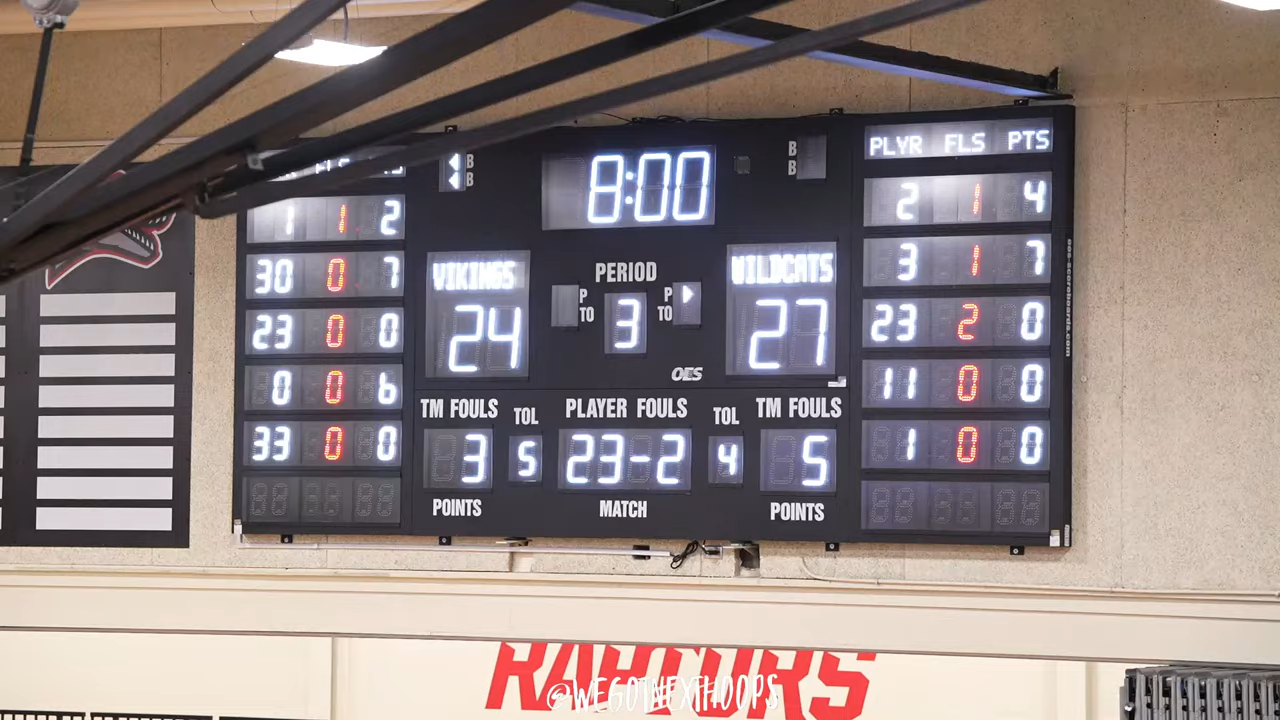 8:00
B
B
B
B
PLYR FLS PTS
1 1 2
30 0 7
23 0 0
0 0 6
33 0 0
VIKINGS
24
PERIOD
P
TO
3
P
TO
WILDCATS
27
OES
2 1 4
3 1 7
23 2 0
11 0 0
1 0 0
TM FOULS
3
POINTS
TOL
5
PLAYER FOULS
23-2
MATCH
TOL
4
TM FOULS
5
POINTS
oes-scoreboards.com
RAPTORS
@WEGOTNEXTHOOPS